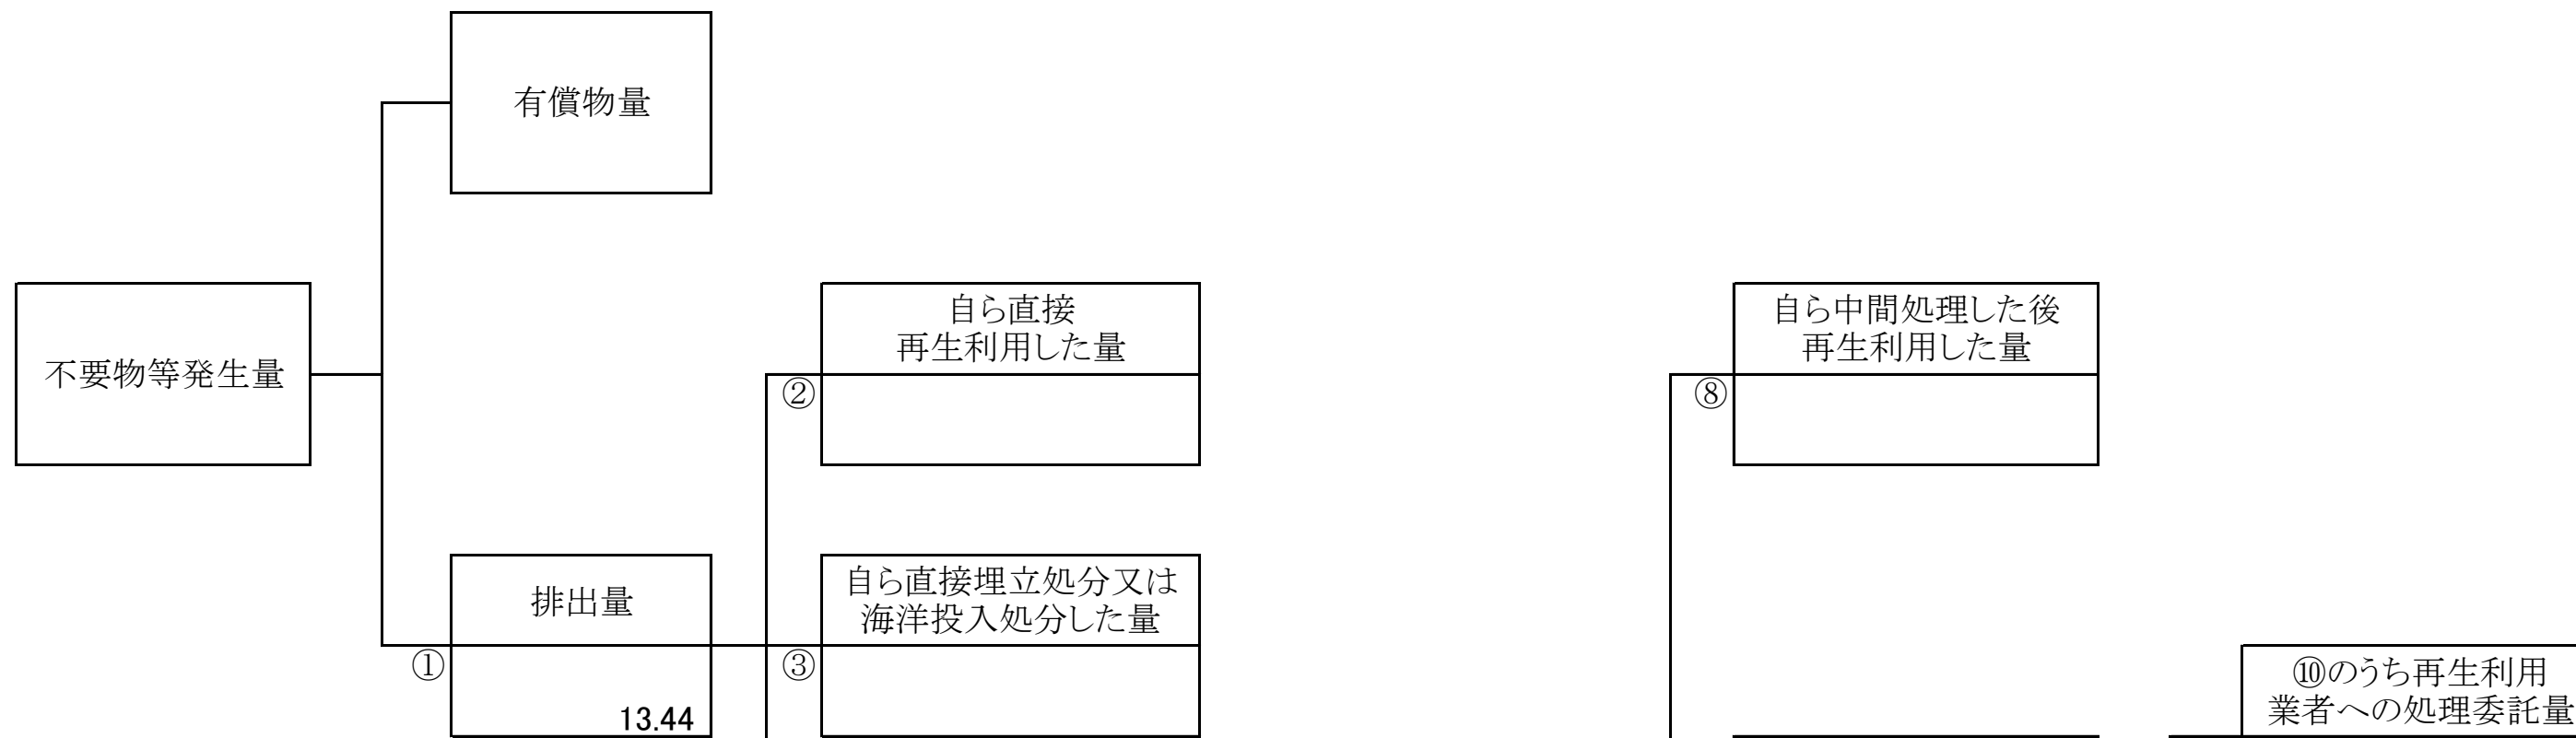 有償物量
不要物等発生量
自ら直接
再生利用した量
②
自ら中間処理した後
再生利用した量
⑧
排出量
①
13.44
自ら直接埋立処分又は
海洋投入処分した量
③
⑩のうち再生利用
業者への処理委託量